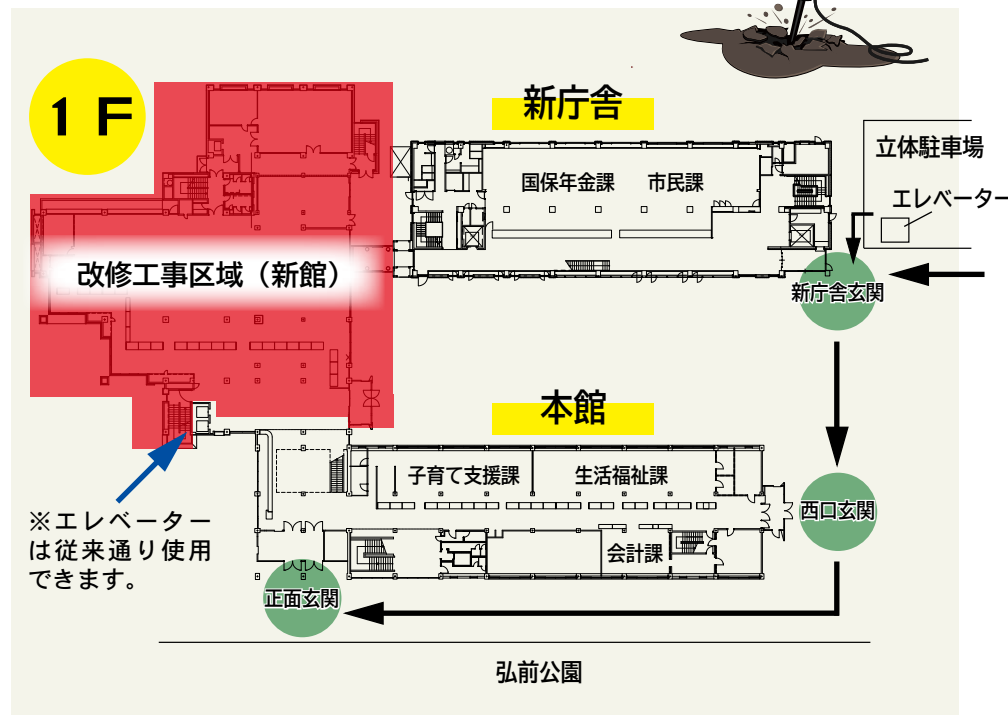 1 F
新庁舎
立体駐車場
エレベーター
国保年金課
市民課
改修工事区域（新館）
新庁舎玄関
本館
子育て支援課
生活福祉課
西口玄関
※エレベーター
は従来通り使用
できます。
会計課
正面玄関
弘前公園